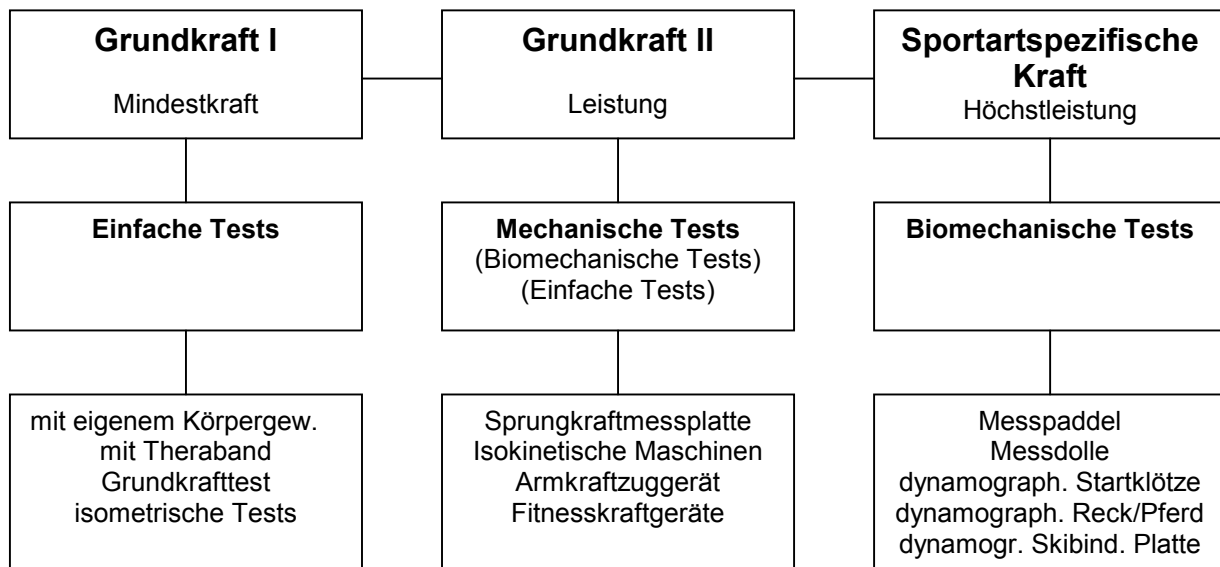 Grundkraft I
Mindestkraft
Grundkraft II
Leistung
Sportartspezifische
Kraft
Höchstleistung
Einfache Tests
Mechanische Tests
(Biomechanische Tests)
(Einfache Tests)
Biomechanische Tests
mit eigenem Körpergew.
mit Theraband
Grundkrafttest
isometrische Tests
Sprungkraftmessplatte
Isokinetische Maschinen
Armkraftzuggerät
Fitnesskraftgeräte
Messpaddel
Messdolle
dynamograph. Startklötze
dynamograph. Reck/Pferd
dynamogr. Skibind. Platte